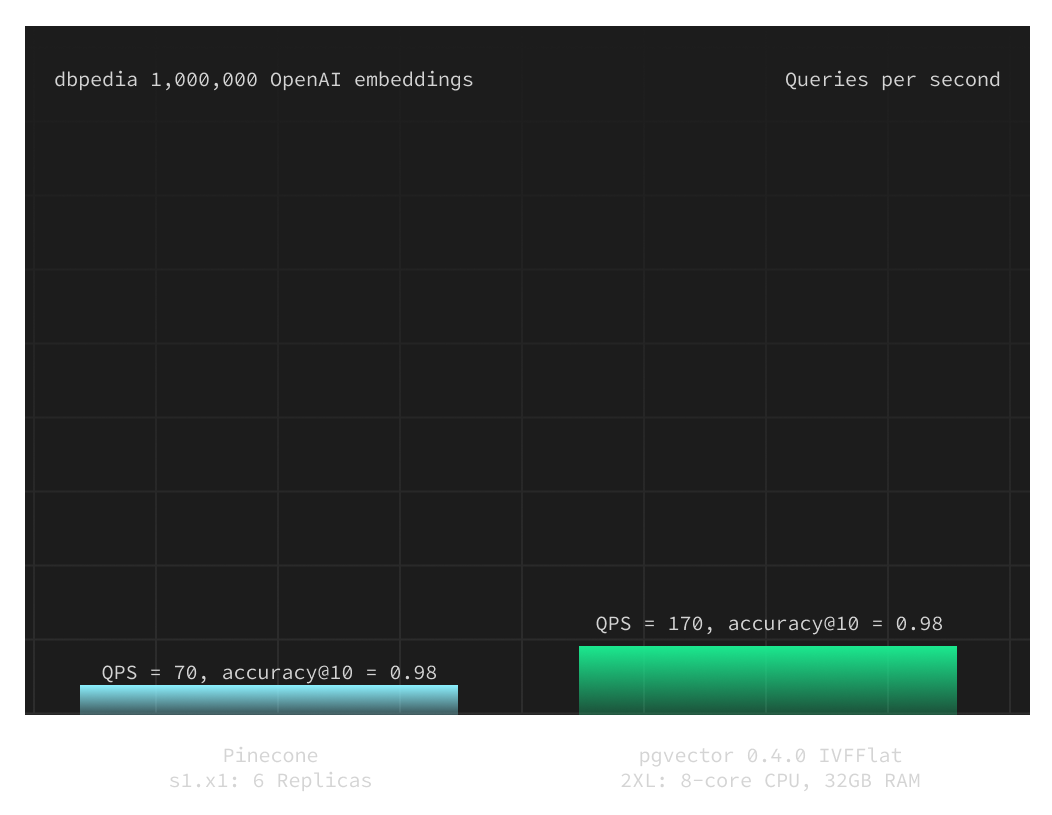 dbpedia 1,000,000 OpenAI embeddings
Queries per second
QPS = 170, accuracy@10 = 0.98
QPS = 70, accuracy@10 = 0.98
Pinecone
s1.x1: 6 Replicas
pgvector 0.4.0 IVFFlat
2XL: 8-core CPU, 32GB RAM